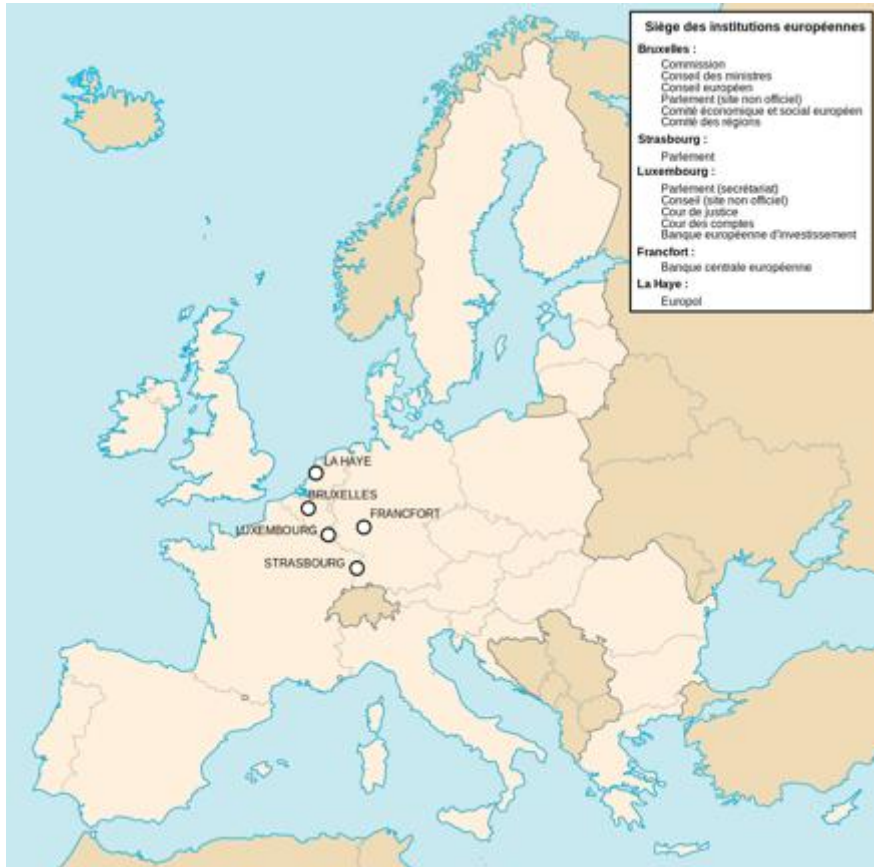 Siège des institutions européennes
Bruxelles :
Commission
Conseil des ministres
Conseil européen
Parlement (site non officiel)
Comité économique et social européen
Comité des régions
Strasbourg :
Parlement
Luxembourg :
Parlement (secrétariat)
Conseil (site non officiel)
Cour de justice
Cour des comptes
Banque européenne d'investissement
Francfort :
Banque centrale européenne
La Haye :
Europol
LA HAYE
BRUXELLES
FRANCFORT
LUXEMBOURG
STRASBOURG